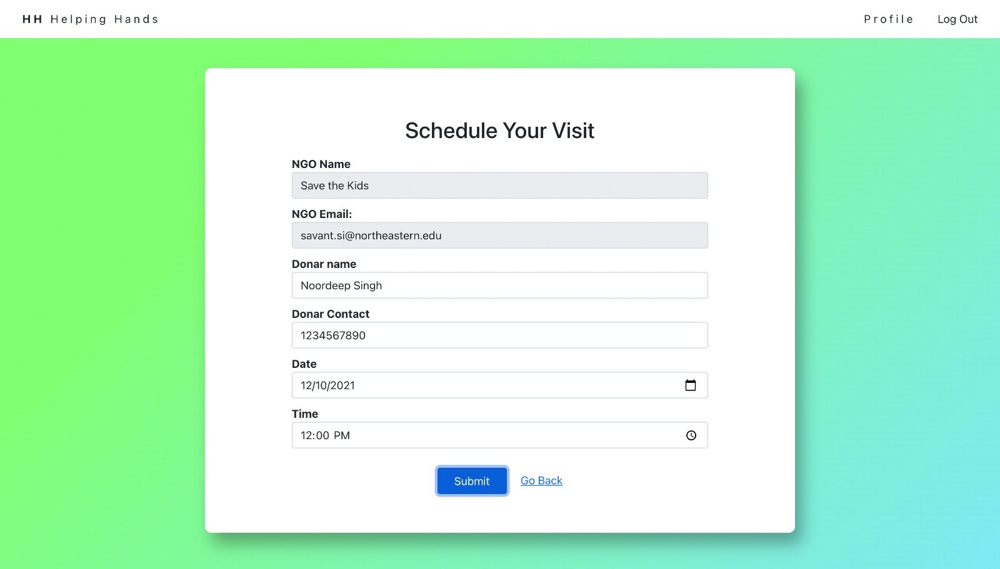 HH Helping Hands
Profile
Log Out
Schedule Your Visit
NGO Name
Save the Kids
NGO Email:
savant.si@northeastern.edu
Donar name
Noordeep Singh
Donar Contact
1234567890
Date
12/10/2021
Time
12:00 PM
Submit
Go Back